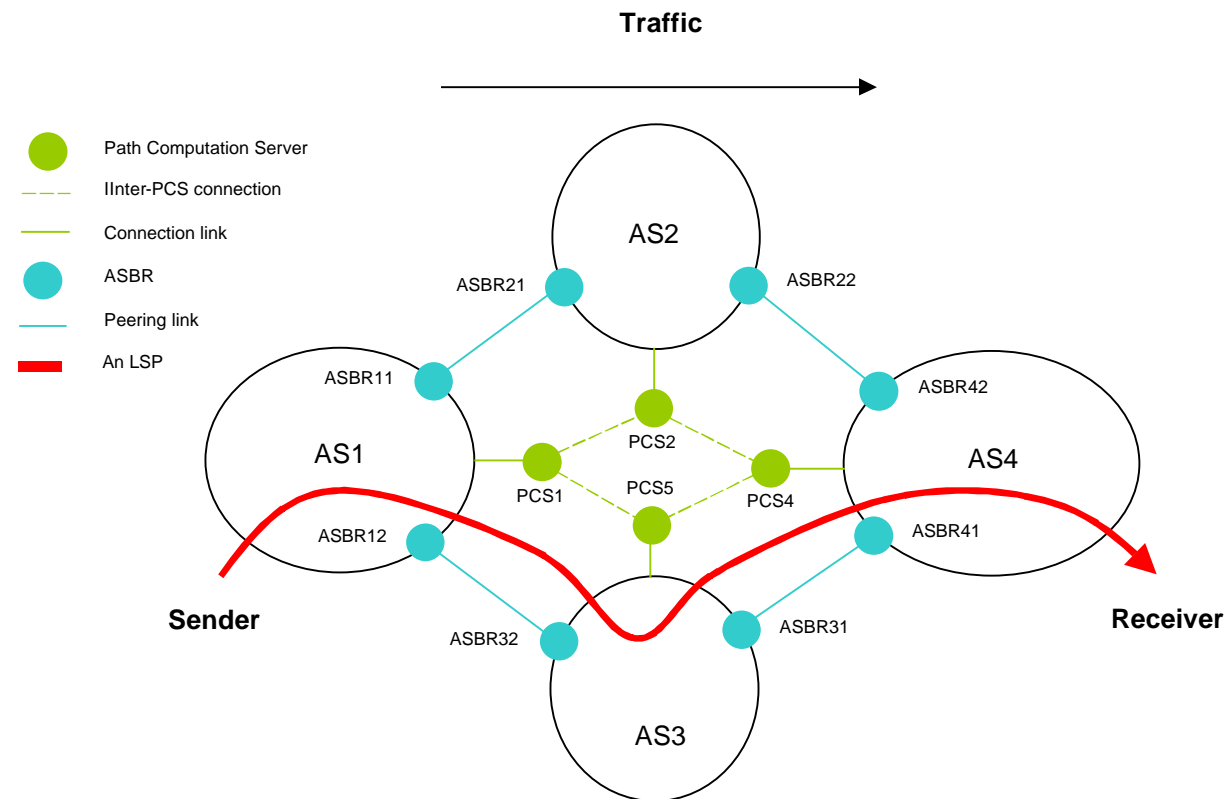 Traffic
Path Computation Server
IInter-PCS connection
Connection link
ASBR
Peering link
An LSP
AS2
ASBR21
ASBR22
ASBR11
ASBR42
AS1
PCS2
AS4
PCS1
PCS5
PCS4
ASBR12
ASBR41
Sender
Receiver
ASBR32
ASBR31
AS3